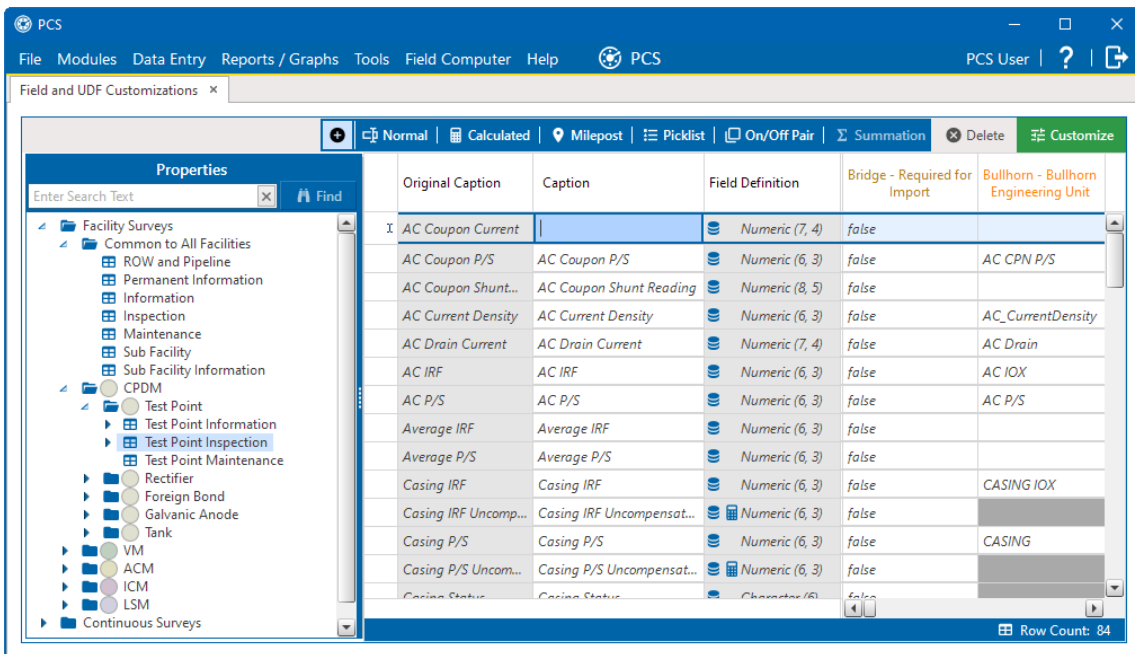 PCS
File Modules Data Entry Reports / Graphs Tools Field Computer Help PCS PCS User ?
Field and UDF Customizations ×
Normal Calculated Milepost Picklist On/Off Pair Σ Summation Delete Customize
Properties
Enter Search Text Find
Facility Surveys
Common to All Facilities
ROW and Pipeline
Permanent Information
Information
Inspection
Maintenance
Sub Facility
Sub Facility Information
CPDM
Test Point
Test Point Information
Test Point Inspection
Test Point Maintenance
Rectifier
Foreign Bond
Galvanic Anode
Tank
VM
ACM
ICM
LSM
Continuous Surveys
Original Caption Caption Field Definition Bridge - Required for Import Bullhorn - Bullhorn Engineering Unit
AC Coupon Current Numeric (7, 4) false
AC Coupon P/S AC Coupon P/S Numeric (6, 3) false AC CPN P/S
AC Coupon Shunt... AC Coupon Shunt Reading Numeric (8, 5) false
AC Current Density AC Current Density Numeric (6, 3) false AC_CurrentDensity
AC Drain Current AC Drain Current Numeric (7, 4) false AC Drain
AC IRF AC IRF Numeric (6, 3) false AC IOX
AC P/S AC P/S Numeric (6, 3) false AC P/S
Average IRF Average IRF Numeric (6, 3) false
Average P/S Average P/S Numeric (6, 3) false
Casing IRF Casing IRF Numeric (6, 3) false CASING IOX
Casing IRF Uncomp... Casing IRF Uncompensat... Numeric (6, 3) false
Casing P/S Casing P/S Numeric (6, 3) false CASING
Casing P/S Uncom... Casing P/S Uncompensat... Numeric (6, 3) false
Casing Status Casing Status Character (6) false
Row Count: 84